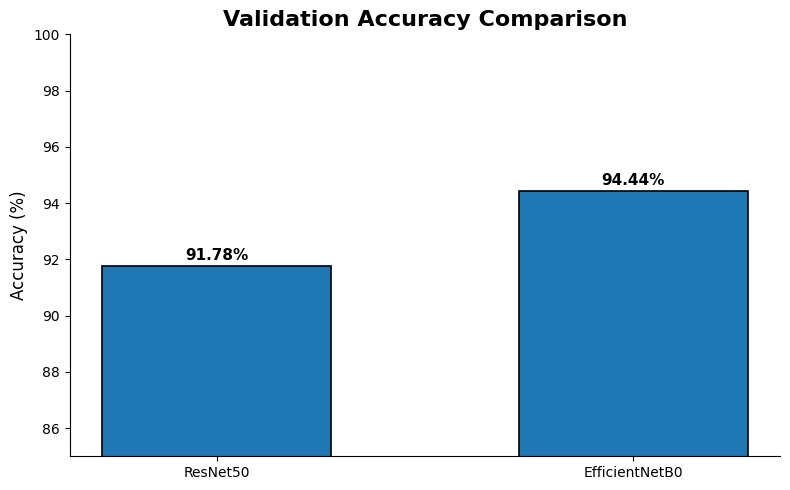 Validation Accuracy Comparison
Accuracy (%)
100
98
96
94
92
90
88
86
91.78%
94.44%
ResNet50
EfficientNetB0